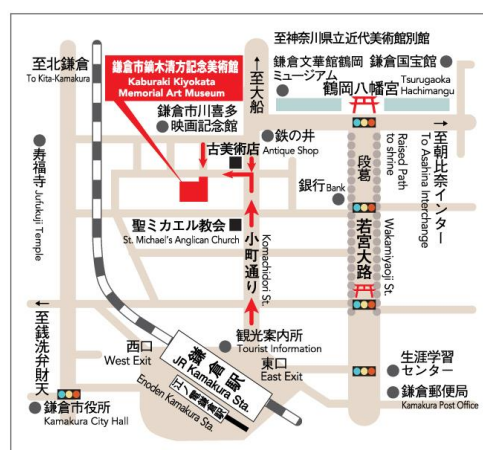 至神奈川県立近代美術館別館
至北鎌倉
To Kita-Kamakura
鎌倉市鏑木清方記念美術館
Kaburaki Kiyokata
Memorial Art Museum
↑至大船
鎌倉文華館鶴岡
ミュージアム
鎌倉国宝館
鶴岡八幡宮
Tsurugaoka
Hachimangu
鎌倉市川喜多
映画記念館
鉄の井
古美術店
Antique Shop
寿福寺 Jufukuji Temple
銀行 Bank
段葛
Raised Path
to shrine
→至朝比奈インター
To Asahina Interchange
聖ミカエル教会
St. Michael's Anglican Church
小町通り
Komachidori St.
若宮大路
Wakamiyaoji St.
←至銭洗弁財天
西口
West Exit
観光案内所
Tourist Information
東口
East Exit
鎌倉駅
JR Kamakura Sta.
江ノ電鎌倉駅
Enoden Kamakura Sta.
生涯学習
センター
鎌倉市役所
Kamakura City Hall
鎌倉郵便局
Kamakura Post Office